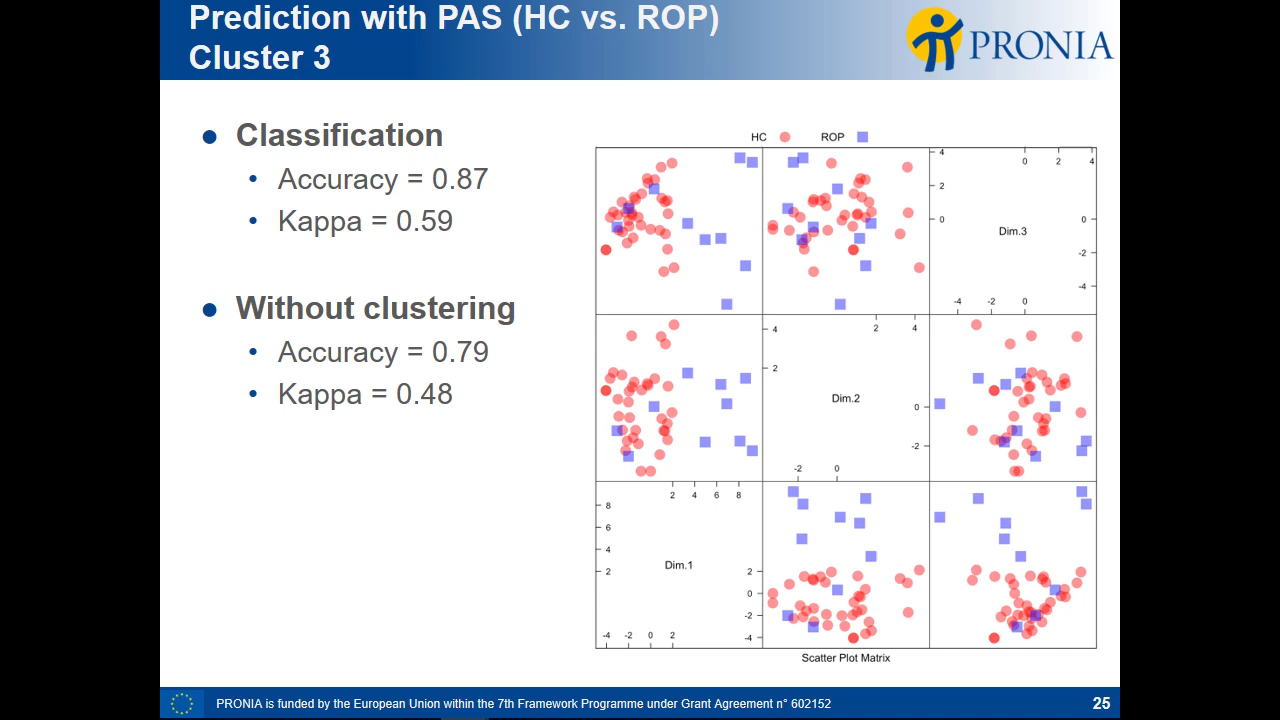 Prediction with PAS (HC vs. ROP)
Cluster 3
PRONIA
● Classification
• Accuracy = 0.87
• Kappa = 0.59
● Without clustering
• Accuracy = 0.79
• Kappa = 0.48
HC ROP
4 0 2 4
2
0 0
Dim.3
-2
-4
-4 -2 0
4 2 4
2
Dim.2
0
-2
-2 0
2 4 6 8
8
6
4
2 Dim.1 2
0
-2
-4 -2 0 2 -4
Scatter Plot Matrix
PRONIA is funded by the European Union within the 7th Framework Programme under Grant Agreement n° 602152
25